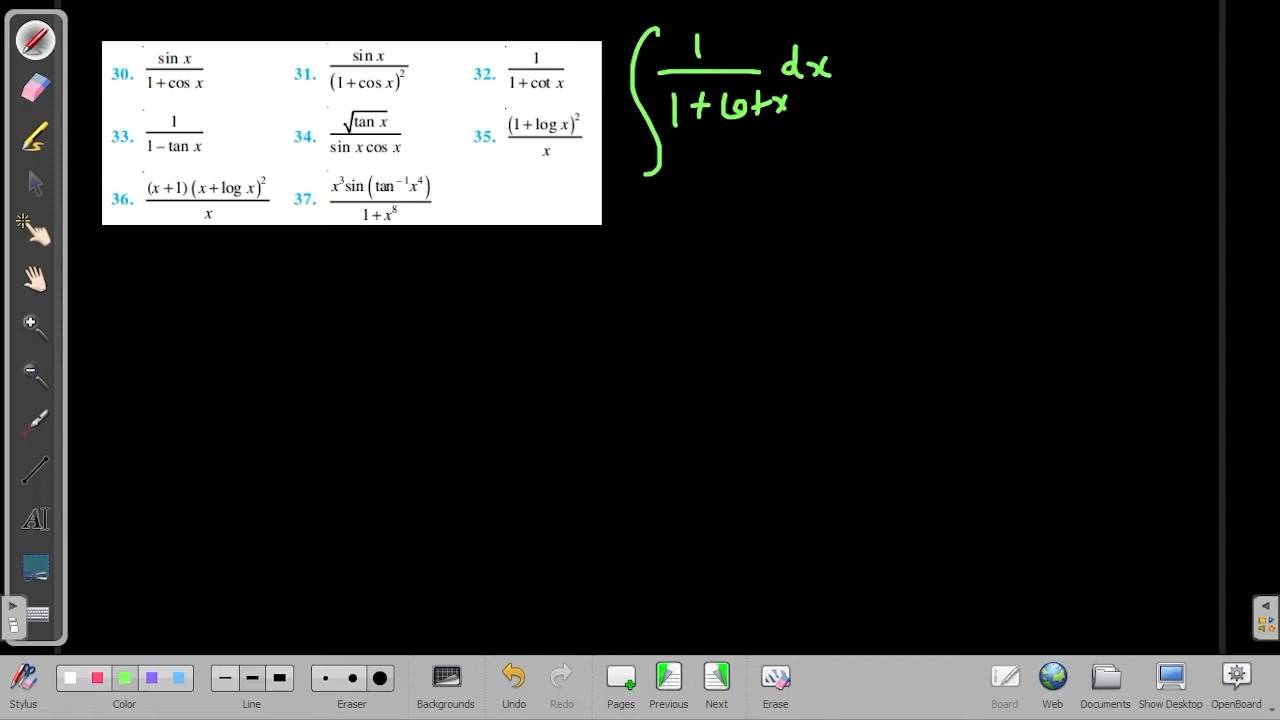 30. sin x / 1 + cos x 31. sin x / (1 + cos x)^2 32. 1 / 1 + cot x
33. 1 / 1 – tan x 34. √tan x / sin x cos x 35. (1 + log x)^2 / x
36. (x + 1)(x + log x)^2 / x 37. x^3 sin (tan^–1 x^4) / 1 + x^8
∫ 1 / 1 + cot x dx
AI
Stylus Color Line Eraser Backgrounds Undo Redo Pages Previous Next Erase Board Web Documents Show Desktop OpenBoard